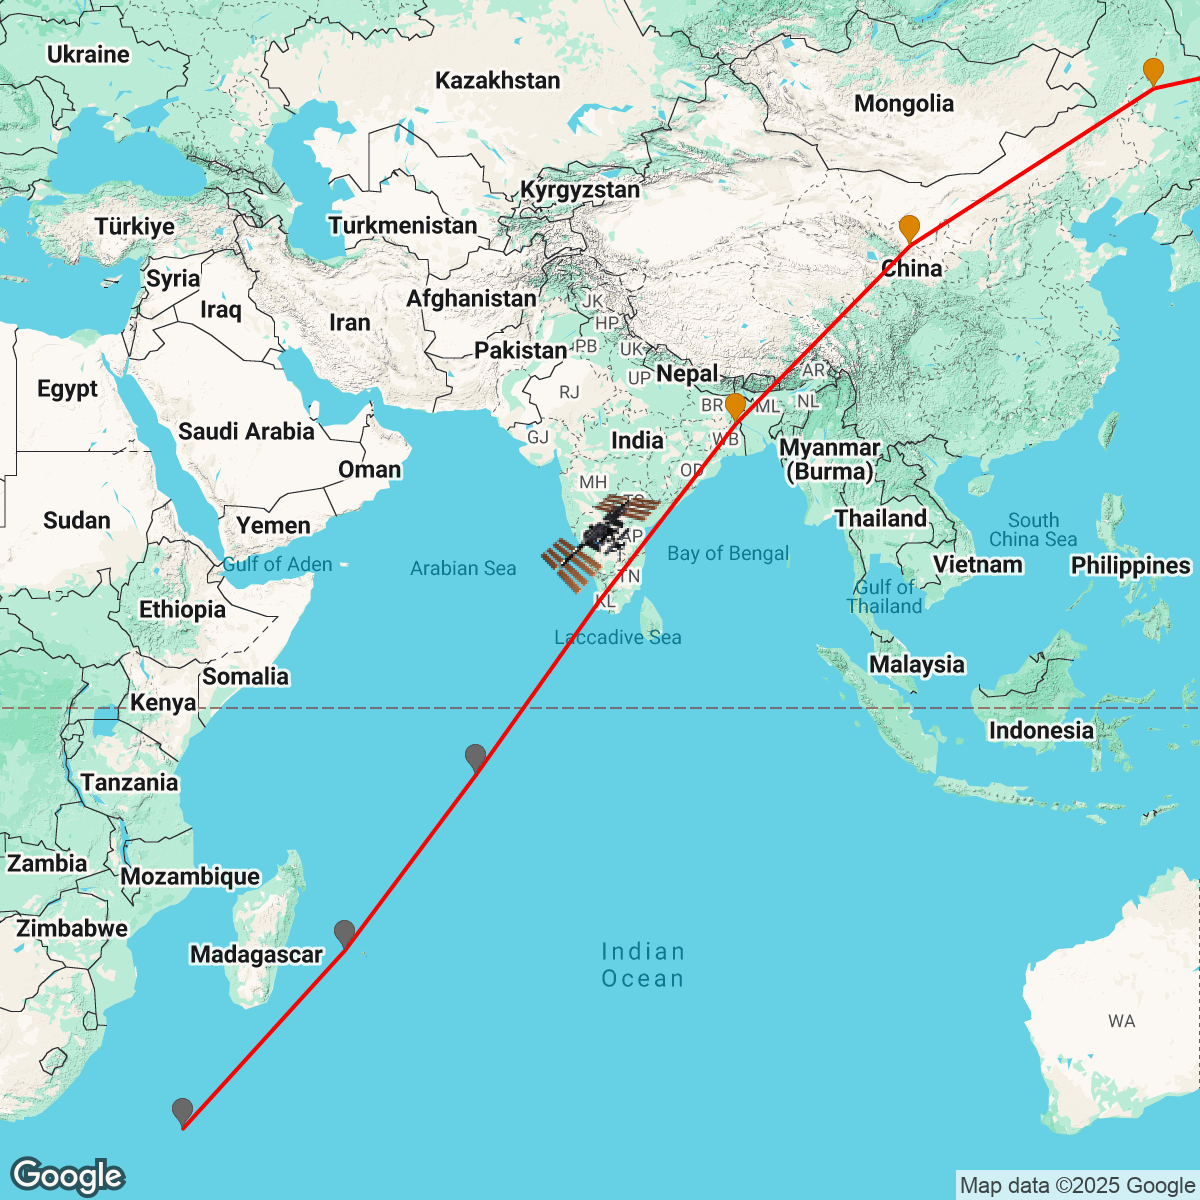 Ukraine
Kazakhstan
Mongolia
Kyrgyzstan
Türkiye
Turkmenistan
Syria
China
Afghanistan
JK
Iraq
Iran
HP
Pakistan
PB
UK
Nepal
AR
UP
Egypt
RJ
BR
ML
NL
Saudi Arabia
GJ
India
WB
Myanmar
(Burma)
Oman
OD
MH
TS
Sudan
Yemen
AP
Thailand
South
China Sea
Gulf of Aden
Arabian Sea
Bay of Bengal
Vietnam
Philippines
TN
Gulf of
Thailand
Ethiopia
KL
Laccadive Sea
Somalia
Malaysia
Kenya
Indonesia
Tanzania
Zambia
Mozambique
Zimbabwe
Madagascar
Indian
Ocean
WA
Google
Map data ©2025 Google